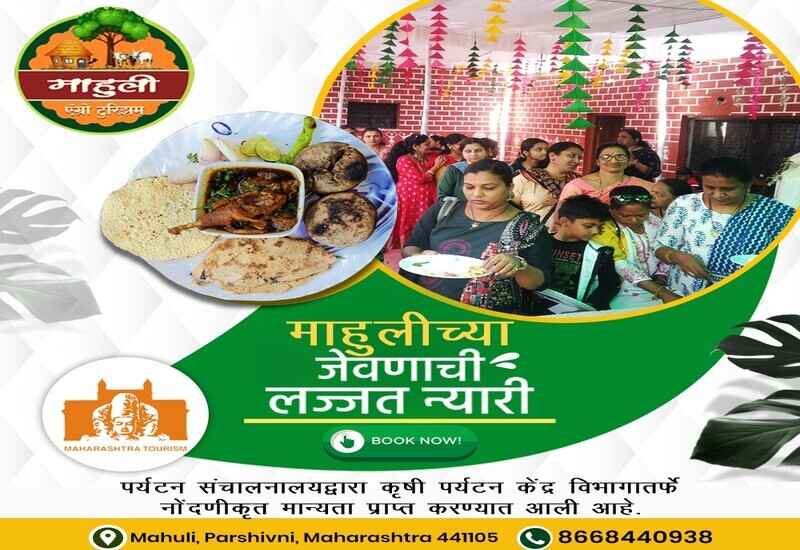 माहुली
एग्रो टुरिझम
माहुलीच्या
जेवणाची
लज्जत न्यारी
BOOK NOW!
MAHARASHTRA TOURISM
पर्यटन संचालनालयद्वारा कृषी पर्यटन केंद्र विभागातर्फे
नोंदणीकृत मान्यता प्राप्त करण्यात आली आहे.
Mahuli, Parshivni, Maharashtra 441105 8668440938